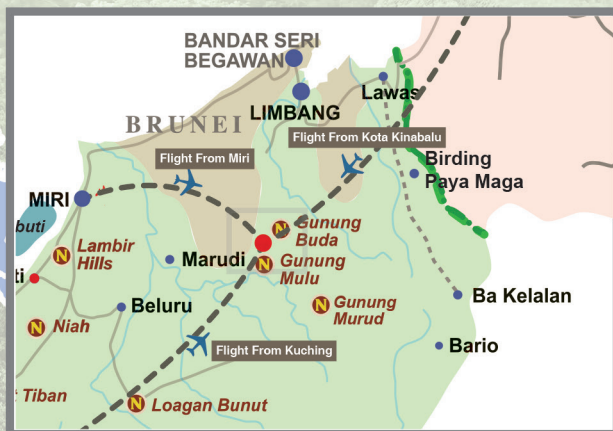 BANDAR SERI
BEGAWAN
Lawas
LIMBANG
BRUNEI
Flight From Kota Kinabalu
Flight From Miri
Birding
Paya Maga
MIRI
buti
Gunung
Buda
Lambir
Hills
Marudi
Gunung
Mulu
ti
Beluru
Gunung
Murud
Ba Kelalan
Niah
Bario
Flight From Kuching
Tiban
Loagan Bunut
N
N
N
N
N
N